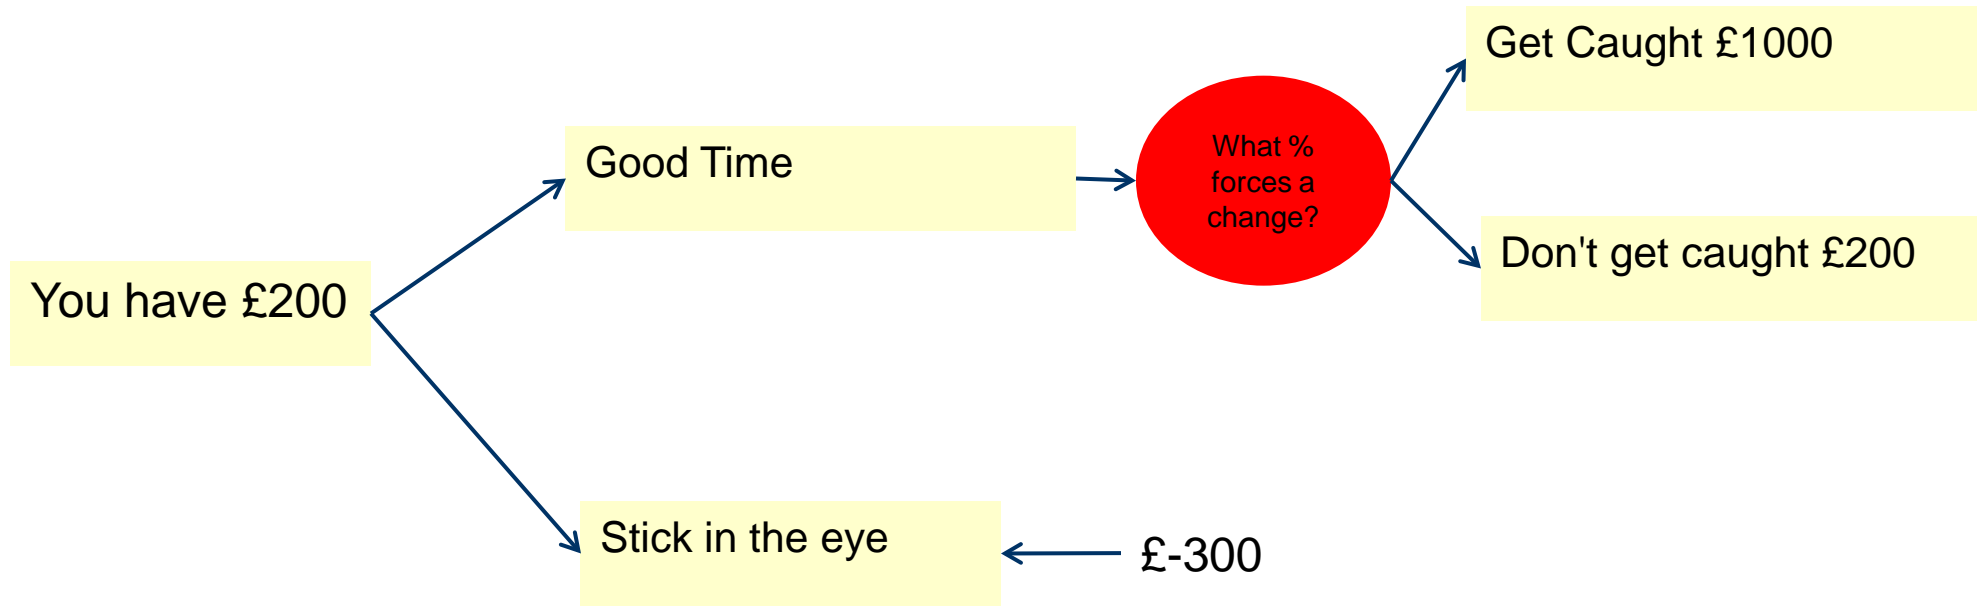 You have £200
Good Time
What %
forces a
change?
Get Caught £1000
Don't get caught £200
Stick in the eye
£-300